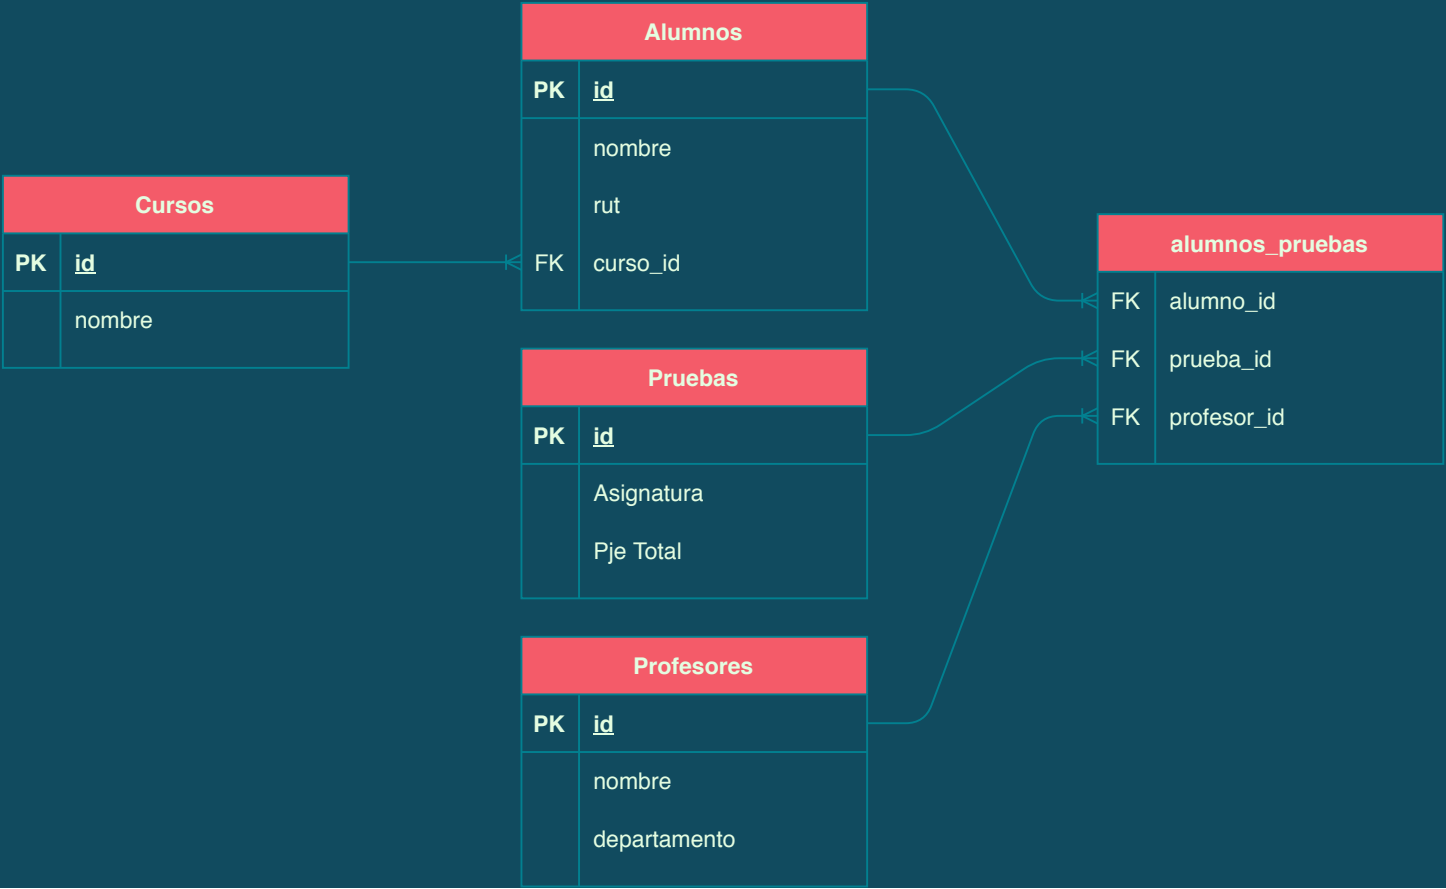 Alumnos
PK id
nombre
rut
FK curso_id
Cursos
PK id
nombre
alumnos_pruebas
FK alumno_id
FK prueba_id
FK profesor_id
Pruebas
PK id
Asignatura
Pje Total
Profesores
PK id
nombre
departamento